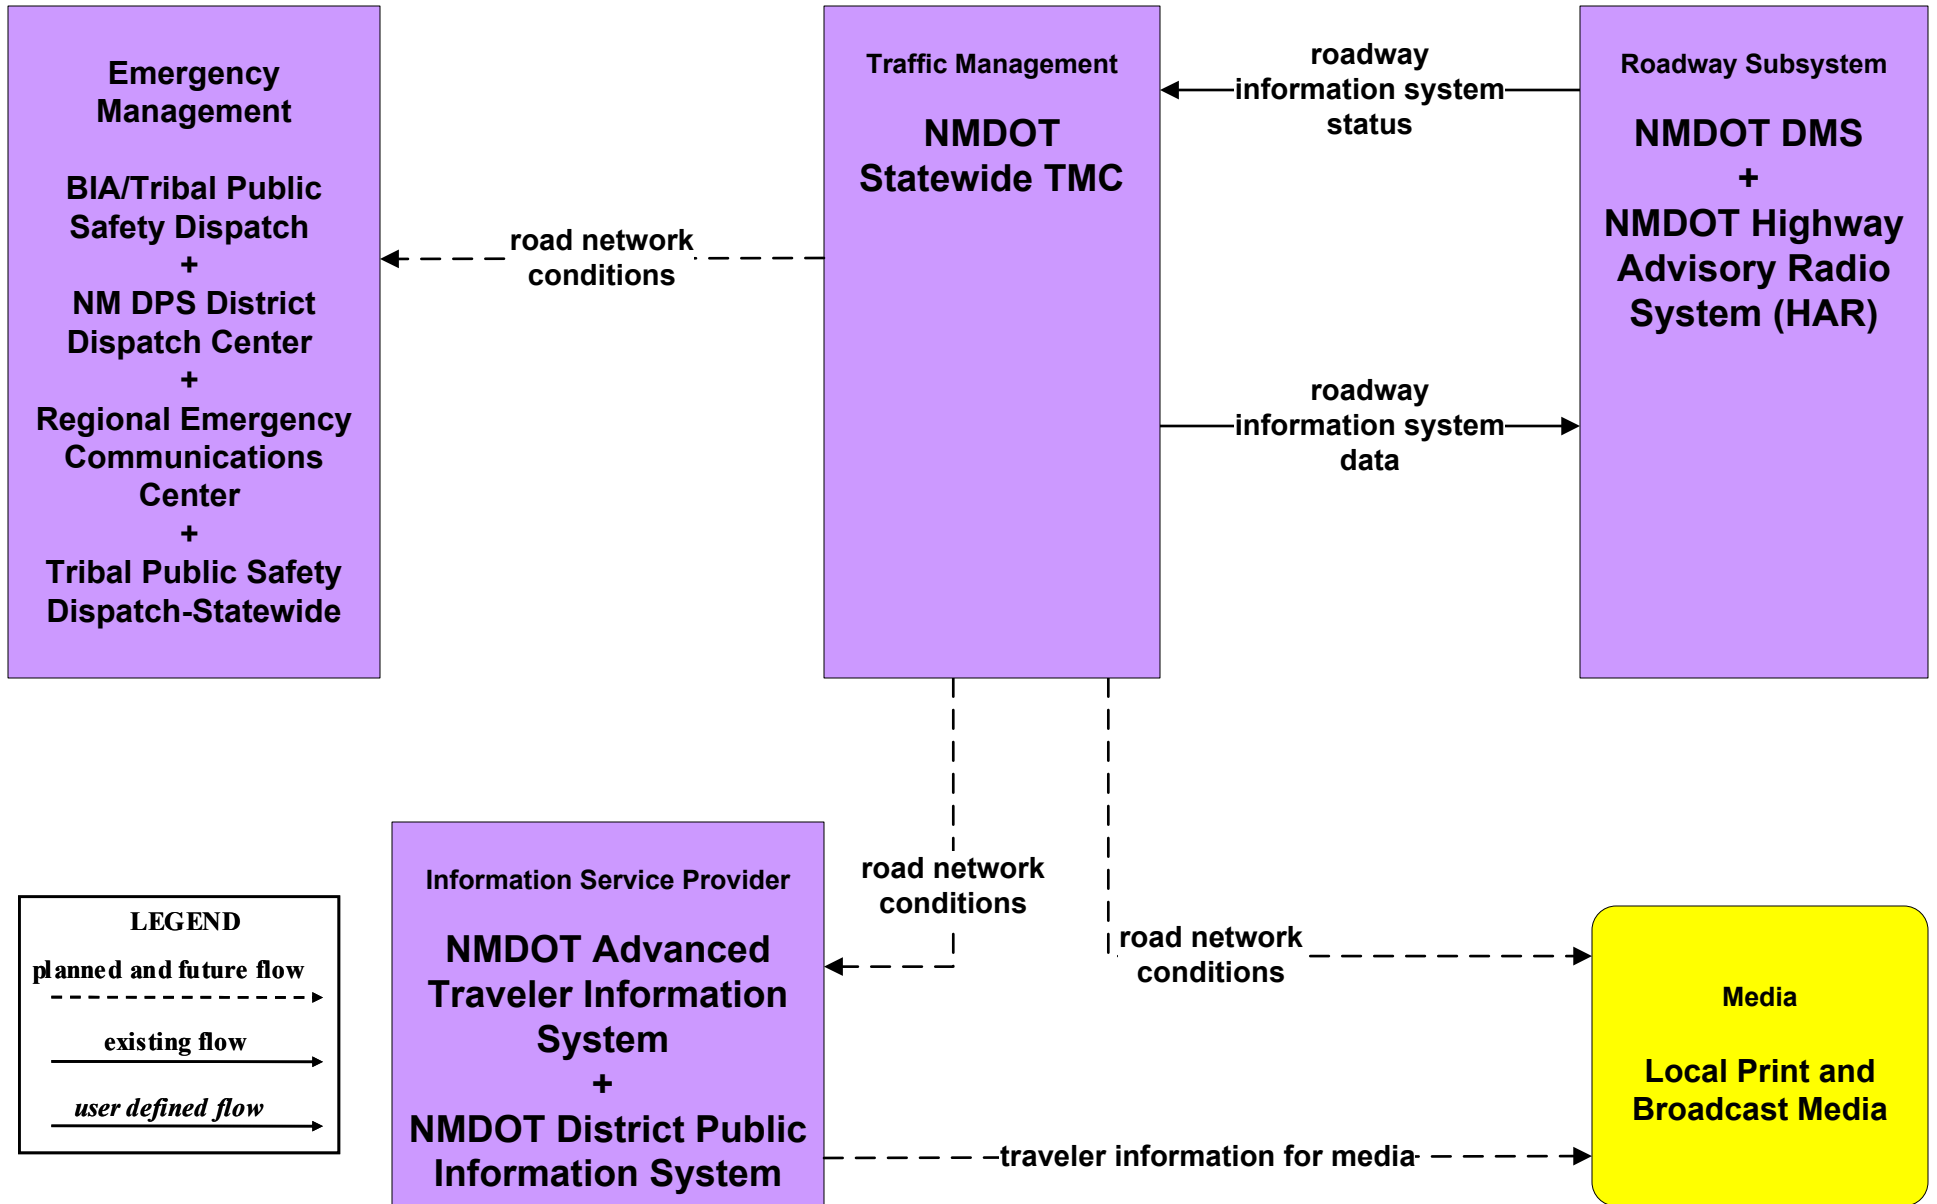 Emergency
Management
BIA/Tribal Public
Safety Dispatch
+
NM DPS District
Dispatch Center
+
Regional Emergency
Communications
Center
+
Tribal Public Safety
Dispatch-Statewide
road network
conditions
Traffic Management
NMDOT
Statewide TMC
roadway
information system
status
roadway
information system
data
Roadway Subsystem
NMDOT DMS
+
NMDOT Highway
Advisory Radio
System (HAR)
LEGEND
planned and future flow
existing flow
user defined flow
Information Service Provider
NMDOT Advanced
Traveler Information
System
+
NMDOT District Public
Information System
road network
conditions
road network
conditions
traveler information for media
Media
Local Print and
Broadcast Media